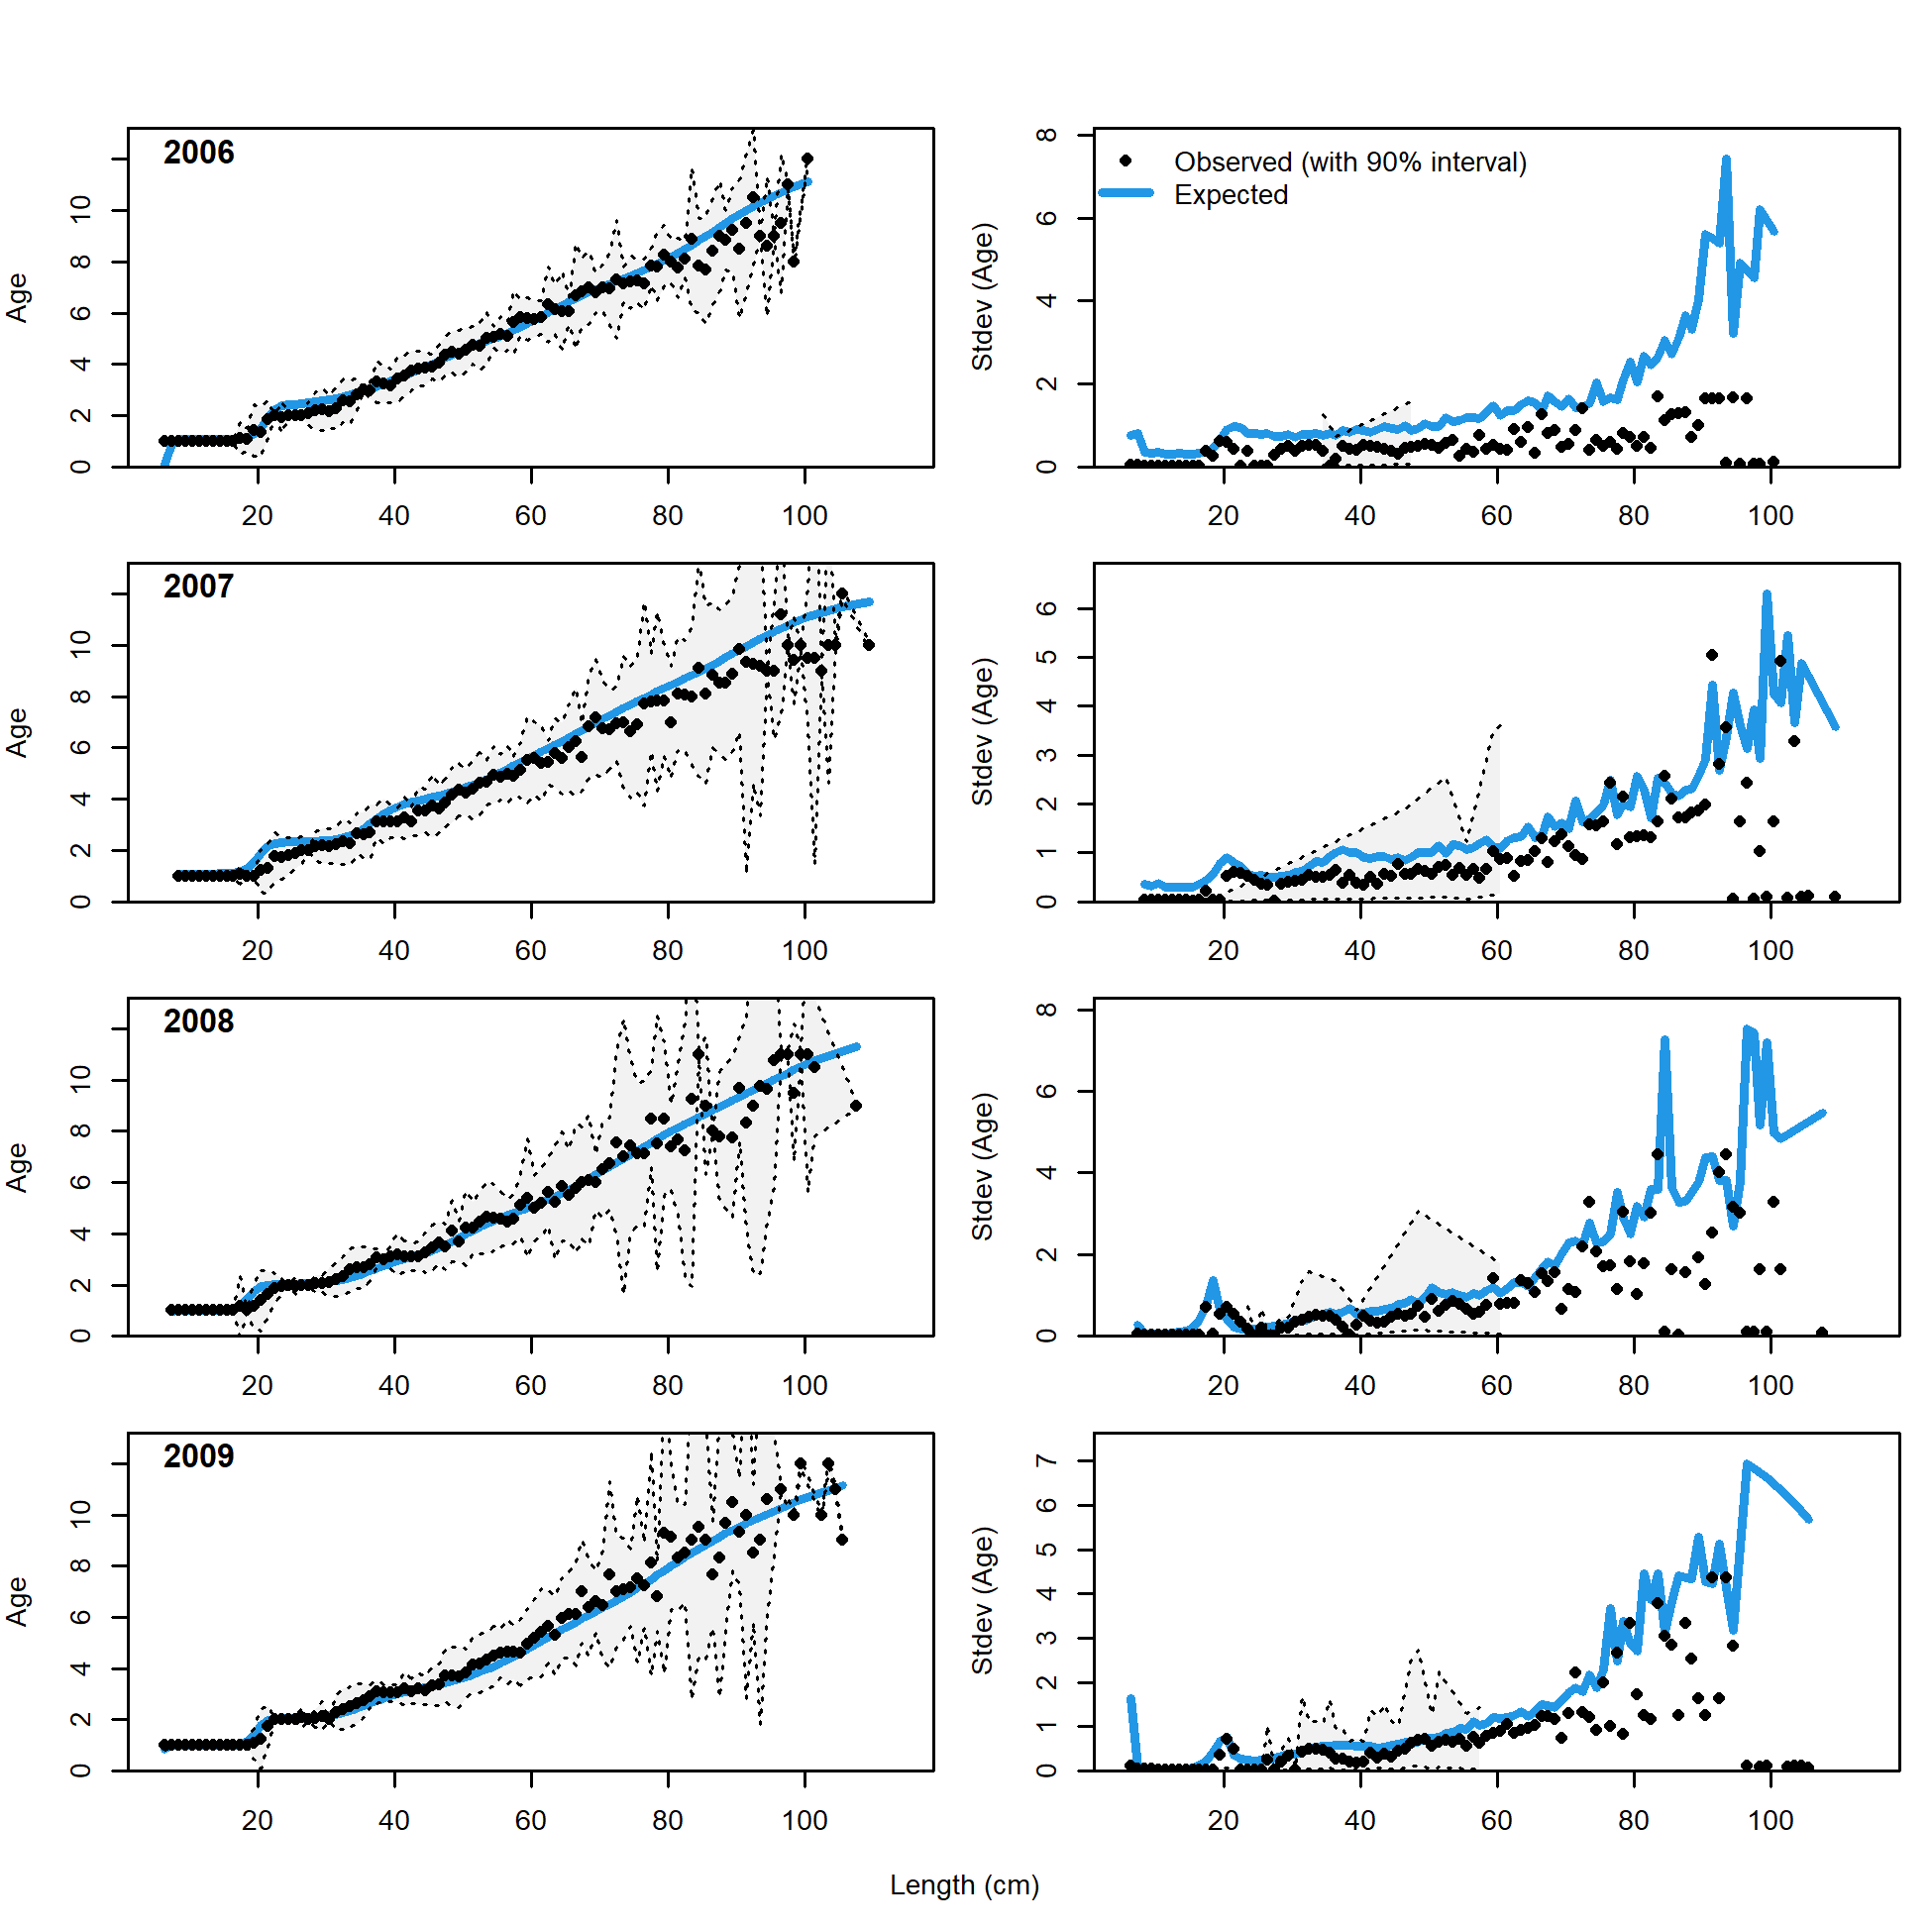 2006
Age
0 2 4 6 8 10
20 40 60 80 100
Observed (with 90% interval)
Expected
Stdev (Age)
0 2 4 6 8
20 40 60 80 100
2007
Age
0 2 4 6 8 10
20 40 60 80 100
Stdev (Age)
0 1 2 3 4 5 6
20 40 60 80 100
2008
Age
0 2 4 6 8 10
20 40 60 80 100
Stdev (Age)
0 2 4 6 8
20 40 60 80 100
2009
Age
0 2 4 6 8 10
20 40 60 80 100
Stdev (Age)
0 1 2 3 4 5 6 7
20 40 60 80 100
Length (cm)